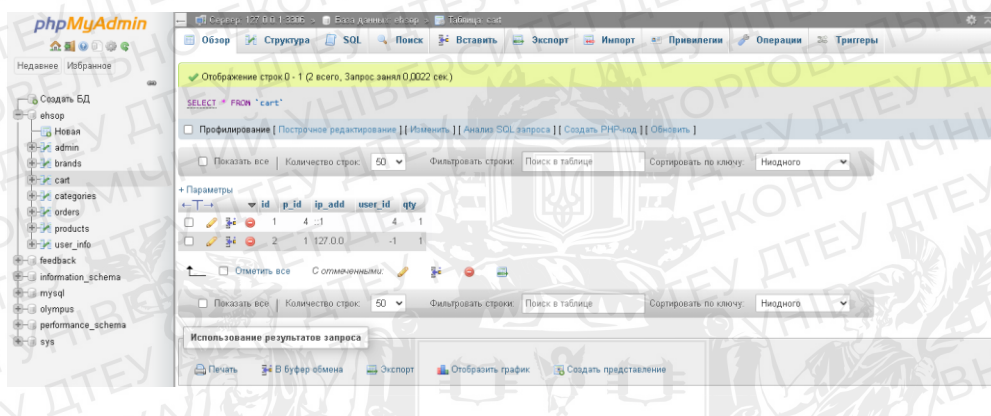 phpMyAdmin
Недавнее Избранное
Создать БД
ehsop
Новая
admin
brands
cart
categories
orders
products
user_info
feedback
information_schema
mysql
olympus
performance_schema
sys
Сервер: 127.0.0.1:3306 » База данных: ehsop » Таблица: cart
Обзор Структура SQL Поиск Вставить Экспорт Импорт Привилегии Операции Триггеры
Отображение строк 0 - 1 (2 всего, Запрос занял 0,0022 сек.)
SELECT * FROM `cart`
Профилирование [ Построчное редактирование ] [ Изменить ] [ Анализ SQL запроса ] [ Создать PHP-код ] [ Обновить ]
Показать все | Количество строк: 50 Фильтровать строки: Поиск в таблице Сортировать по ключу: Ниодного
+ Параметры
id p_id ip_add user_id qty
1 4 ::1 4 1
2 1 127.0.0. -1 1
Отметить все С отмеченными:
Показать все | Количество строк: 50 Фильтровать строки: Поиск в таблице Сортировать по ключу: Ниодного
Использование результатов запроса
Печать В буфер обмена Экспорт Отобразить график Создать представление